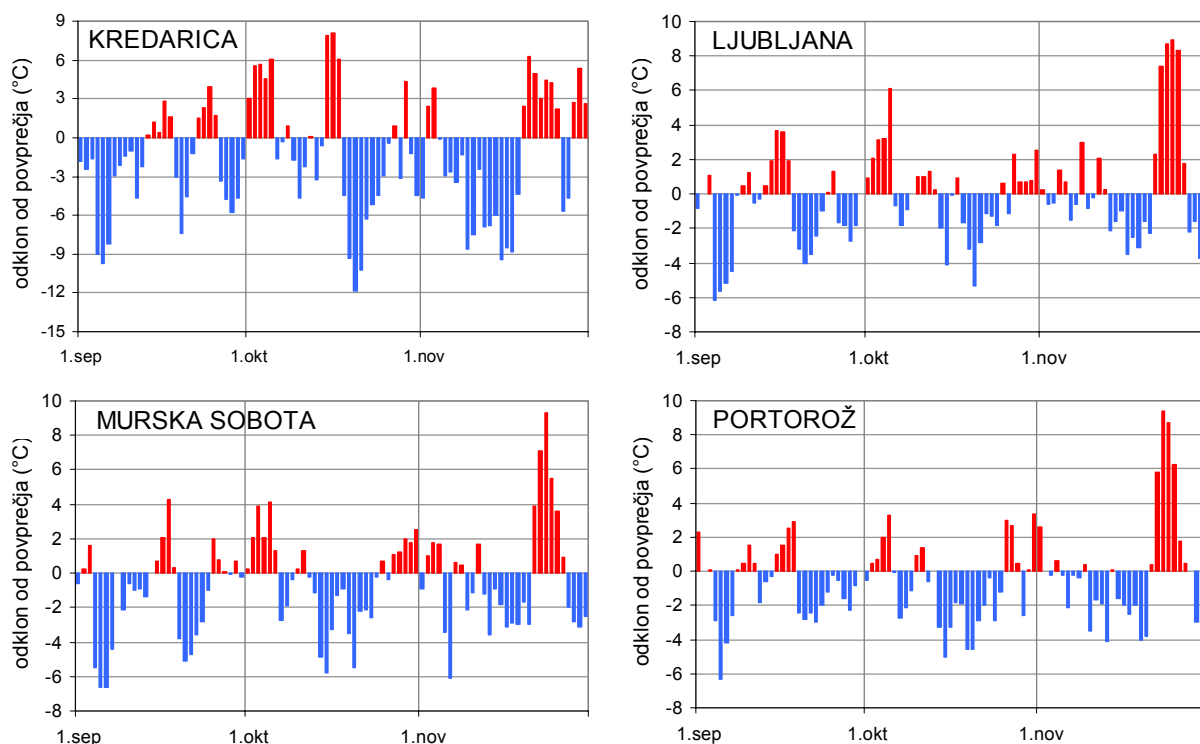 KREDARICA
odklon od povprečja (°C)
9
6
3
0
-3
-6
-9
-12
-15
1.sep
1.okt
1.nov
LJUBLJANA
odklon od povprečja (°C)
10
8
6
4
2
0
-2
-4
-6
-8
1.sep
1.okt
1.nov
MURSKA SOBOTA
odklon od povprečja (°C)
10
8
6
4
2
0
-2
-4
-6
-8
1.sep
1.okt
1.nov
PORTOROŽ
odklon od povprečja (°C)
10
8
6
4
2
0
-2
-4
-6
-8
1.sep
1.okt
1.nov